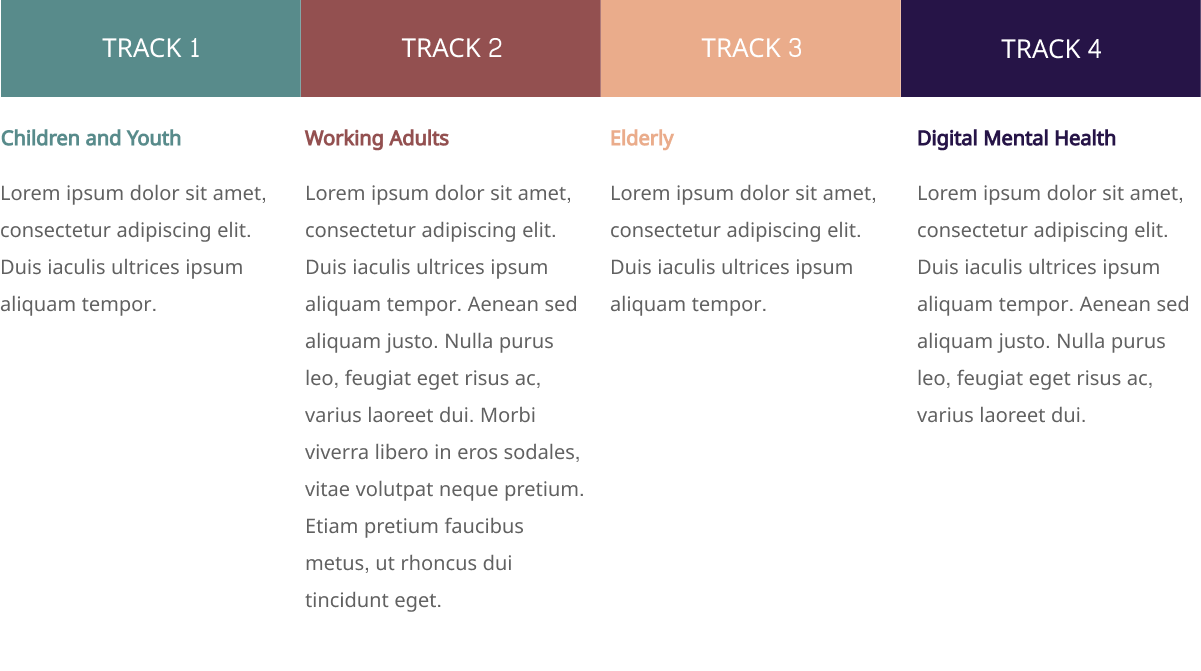 TRACK 1
TRACK 2
TRACK 3
TRACK 4
Children and Youth
Lorem ipsum dolor sit amet,
consectetur adipiscing elit.
Duis iaculis ultrices ipsum
aliquam tempor.
Working Adults
Lorem ipsum dolor sit amet,
consectetur adipiscing elit.
Duis iaculis ultrices ipsum
aliquam tempor. Aenean sed
aliquam justo. Nulla purus
leo, feugiat eget risus ac,
varius laoreet dui. Morbi
viverra libero in eros sodales,
vitae volutpat neque pretium.
Etiam pretium faucibus
metus, ut rhoncus dui
tincidunt eget.
Elderly
Lorem ipsum dolor sit amet,
consectetur adipiscing elit.
Duis iaculis ultrices ipsum
aliquam tempor.
Digital Mental Health
Lorem ipsum dolor sit amet,
consectetur adipiscing elit.
Duis iaculis ultrices ipsum
aliquam tempor. Aenean sed
aliquam justo. Nulla purus
leo, feugiat eget risus ac,
varius laoreet dui.